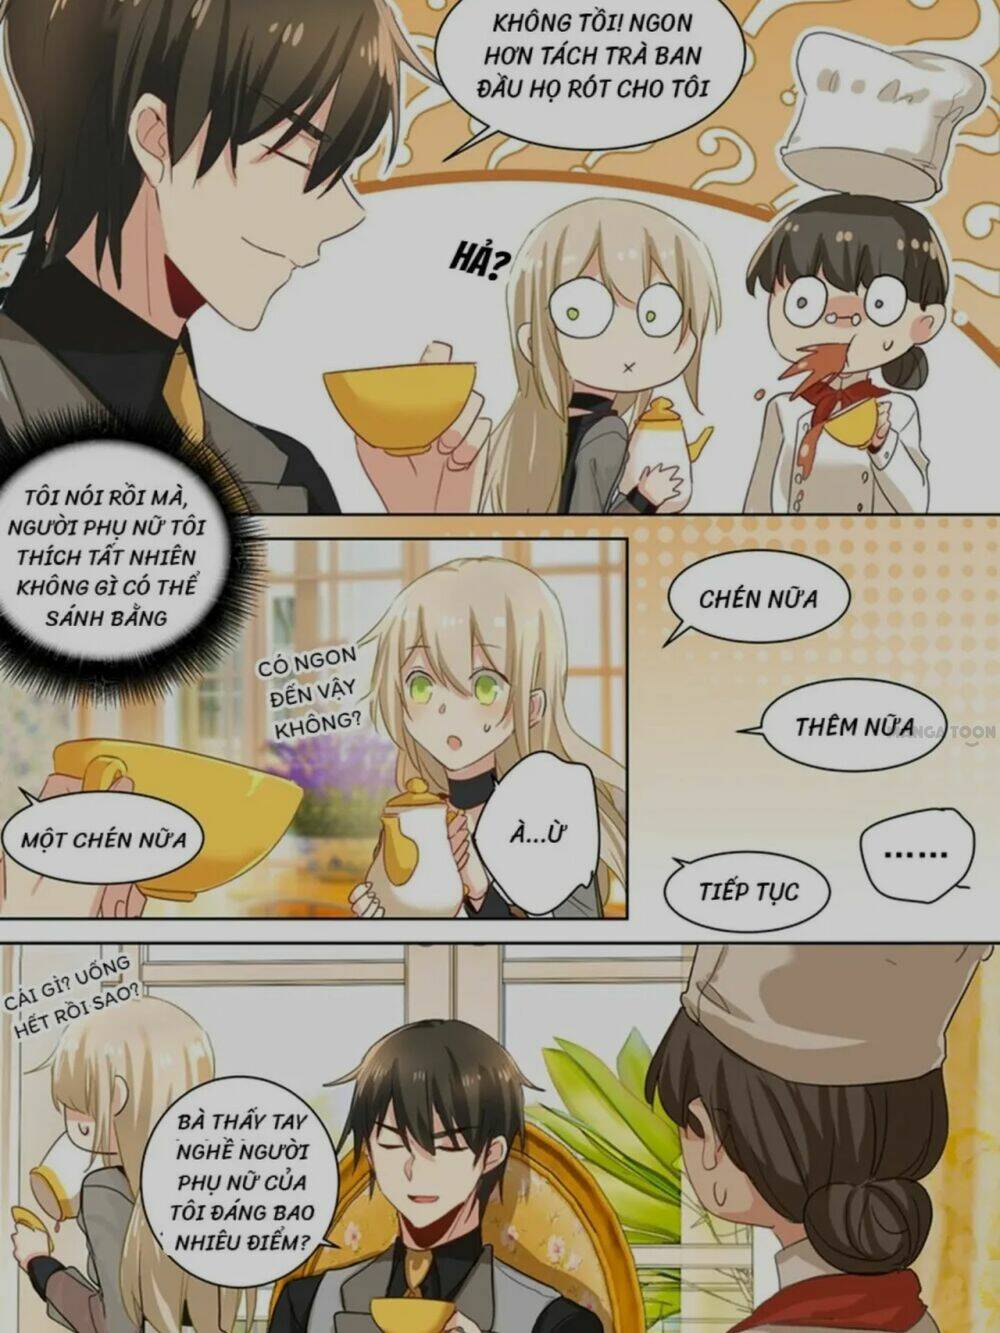 KHÔNG TỒI! NGON
HƠN TÁCH TRÀ BAN
ĐẦU HỌ RÓT CHO TÔI
HẢ?
TÔI NÓI RỒI MÀ,
NGƯỜI PHỤ NỮ TÔI
THÍCH TẤT NHIÊN
KHÔNG GÌ CÓ THỂ
SÁNH BẰNG
CÓ NGON
ĐẾN VẬY
KHÔNG?
MỘT CHÉN NỮA
À...Ừ
CHÉN NỮA
THÊM NỮA
MANGATOON
TIẾP TỤC
......
CÁI GÌ? UỐNG
HẾT RỒI SAO?
BÀ THẤY TAY
NGHỀ NGƯỜI
PHỤ NỮ CỦA
TÔI ĐÁNG BAO
NHIÊU ĐIỂM?